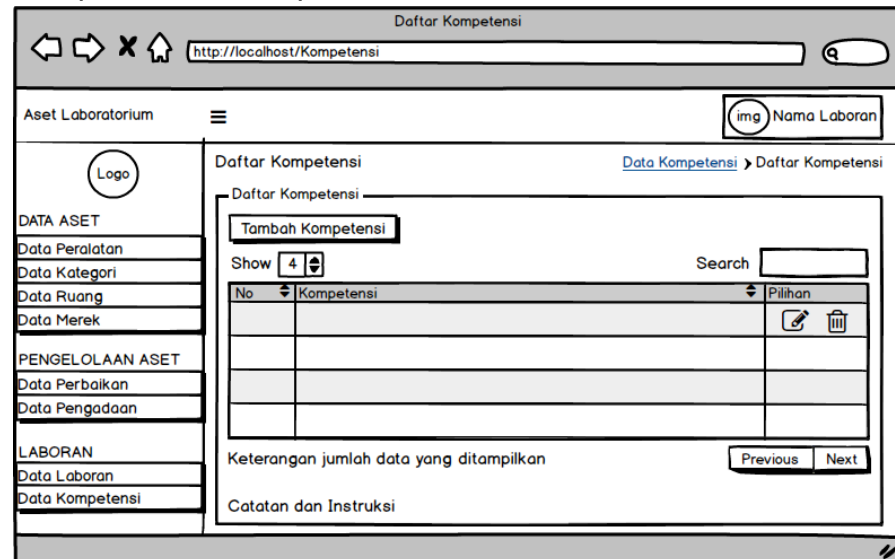 Daftar Kompetensi
http://localhost/Kompetensi
Aset Laboratorium
img Nama Laboran
Logo
DATA ASET
Data Peralatan
Data Kategori
Data Ruang
Data Merek
PENGELOLAAN ASET
Data Perbaikan
Data Pengadaan
LABORAN
Data Laboran
Data Kompetensi
Daftar Kompetensi
Data Kompetensi Daftar Kompetensi
Daftar Kompetensi
Tambah Kompetensi
Show 4
Search
No Kompetensi Pilihan
Keterangan jumlah data yang ditampilkan
Previous Next
Catatan dan Instruksi